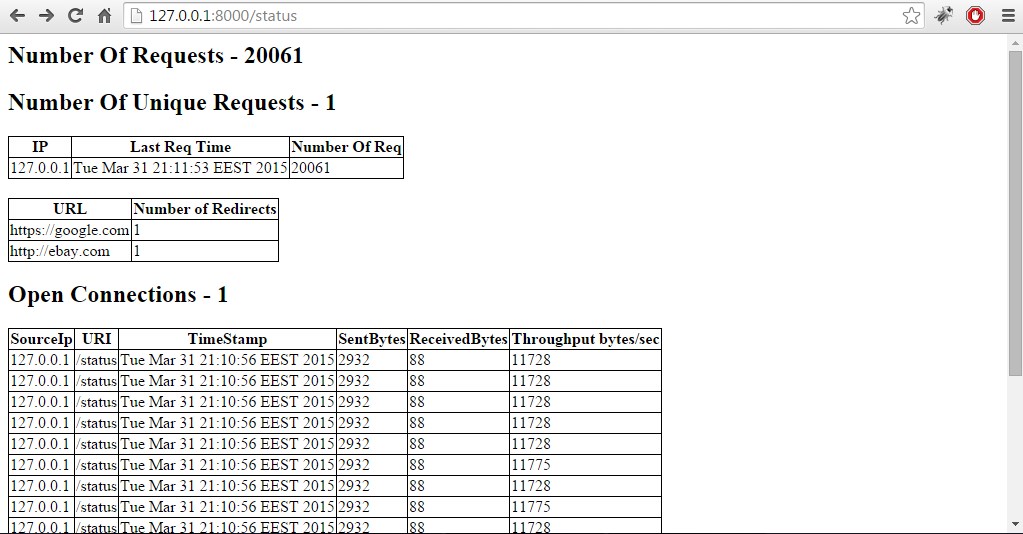 127.0.0.1:8000/status
Number Of Requests - 20061
Number Of Unique Requests - 1
IP Last Req Time Number Of Req
127.0.0.1 Tue Mar 31 21:11:53 EEST 2015 20061
URL Number of Redirects
https://google.com 1
http://ebay.com 1
Open Connections - 1
SourceIp URI TimeStamp SentBytes ReceivedBytes Throughput bytes/sec
127.0.0.1 /status Tue Mar 31 21:10:56 EEST 2015 2932 88 11728
127.0.0.1 /status Tue Mar 31 21:10:56 EEST 2015 2932 88 11728
127.0.0.1 /status Tue Mar 31 21:10:56 EEST 2015 2932 88 11728
127.0.0.1 /status Tue Mar 31 21:10:56 EEST 2015 2932 88 11728
127.0.0.1 /status Tue Mar 31 21:10:56 EEST 2015 2932 88 11728
127.0.0.1 /status Tue Mar 31 21:10:56 EEST 2015 2932 88 11775
127.0.0.1 /status Tue Mar 31 21:10:56 EEST 2015 2932 88 11728
127.0.0.1 /status Tue Mar 31 21:10:56 EEST 2015 2932 88 11775
127.0.0.1 /status Tue Mar 31 21:10:56 EEST 2015 2932 88 11728